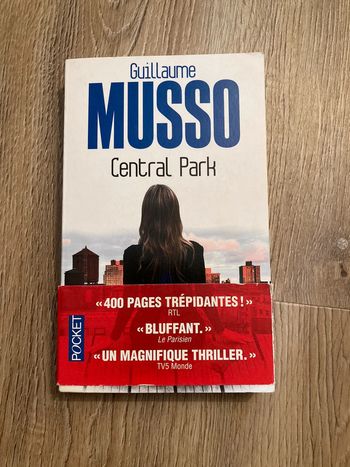 Guillaume
MUSSO
Central Park
« 400 PAGES TRÉPIDANTES ! »
RTL
« BLUFFANT. »
Le Parisien
« UN MAGNIFIQUE THRILLER. »
TV5 Monde
POCKET